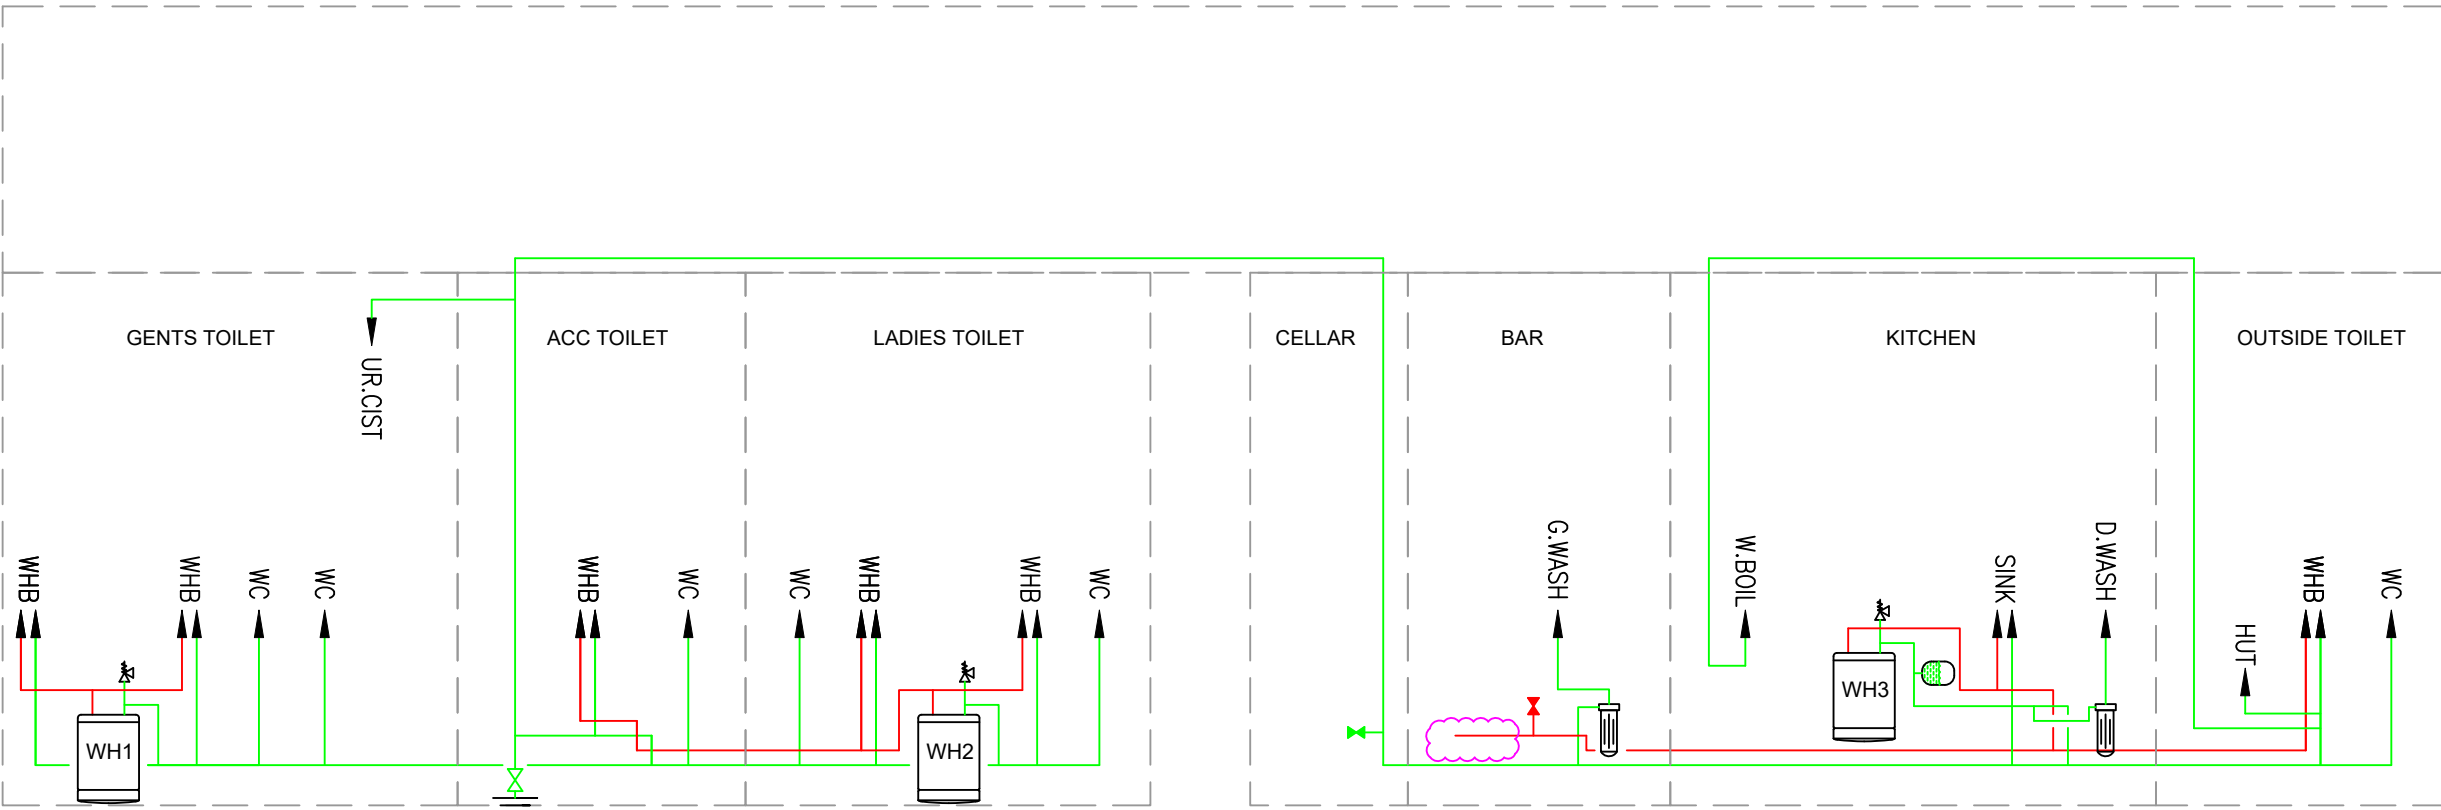 GENTS TOILET
ACC TOILET
LADIES TOILET
CELLAR
BAR
KITCHEN
OUTSIDE TOILET
UR.CIST
WHB
WHB
WC
WC
WHB
WC
WC
WHB
WHB
WC
G.WASH
W.BOIL
SINK
D.WASH
HUT
WHB
WC
WH1
WH2
WH3